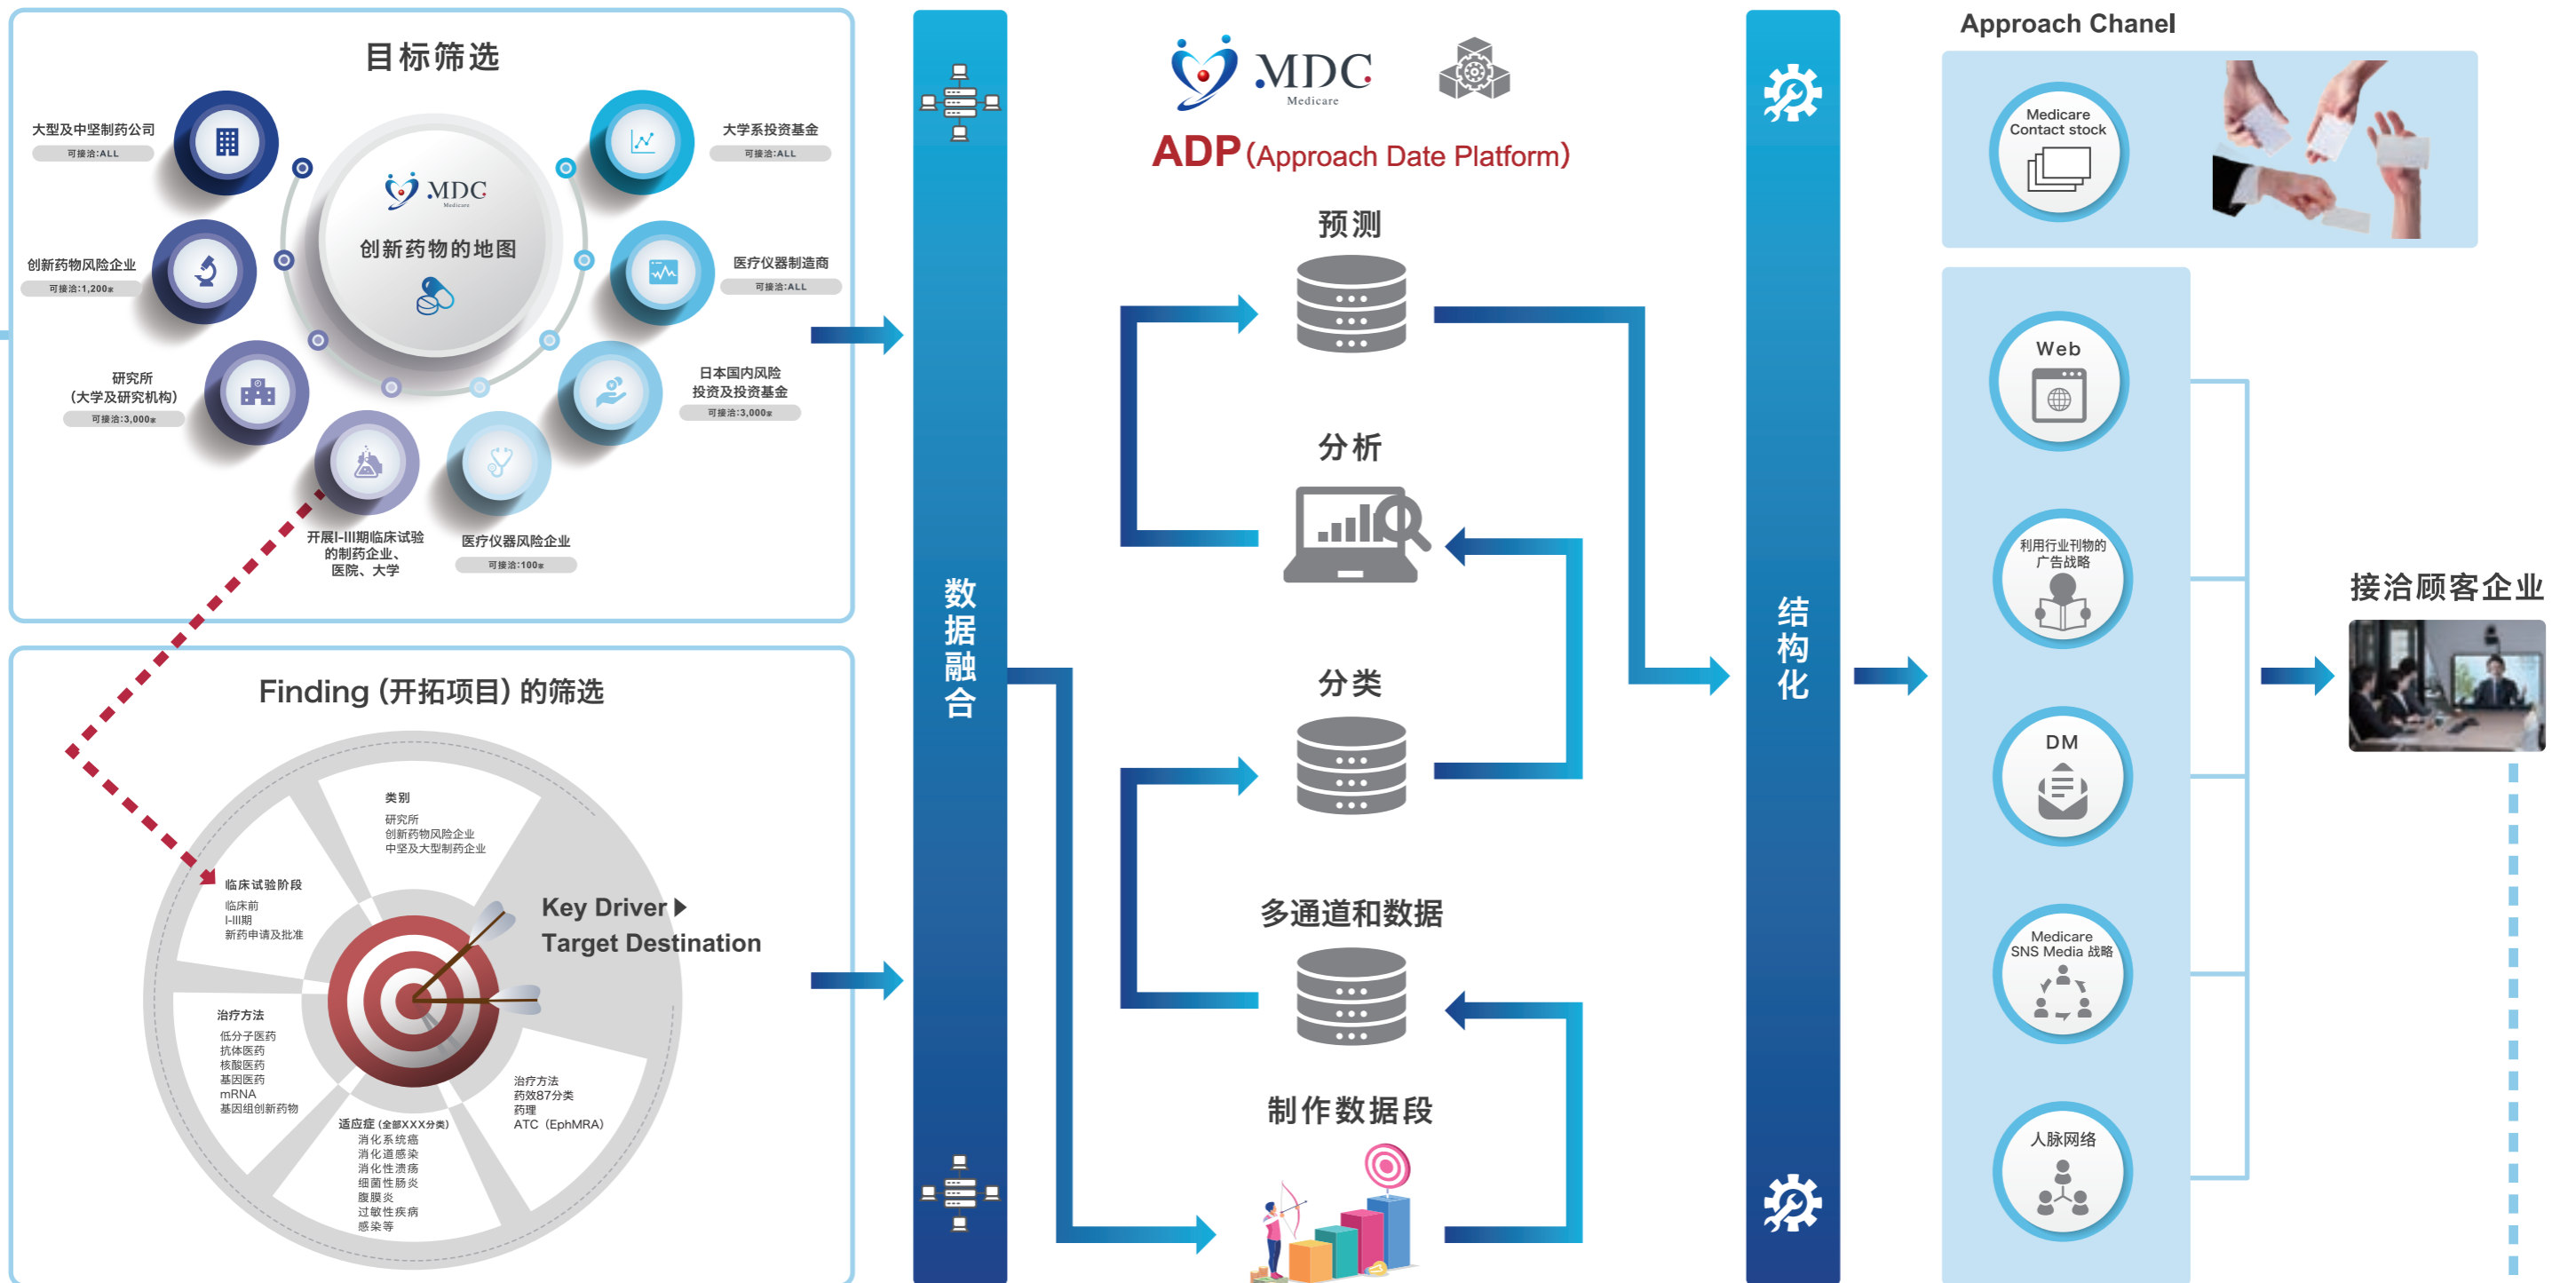 目标筛选
大型及中坚制药公司
可接洽:ALL
创新药物风险企业
可接洽:1,200家
研究所
（大学及研究机构）
可接洽:3,000家
开展I-III期临床试验
的制药企业、
医院、大学
医疗仪器风险企业
可接洽:100家
日本国内风险
投资及投资基金
可接洽:3,000家
医疗仪器制造商
可接洽:ALL
大学系投资基金
可接洽:ALL
MDC
Medicare
创新药物的地图
Finding（开拓项目）的筛选
类别
研究所
创新药物风险企业
中坚及大型制药企业
临床试验阶段
临床前
I-III期
新药申请及批准
治疗方法
低分子医药
抗体医药
核酸医药
基因医药
mRNA
基因组创新药物
适应症（全部XXX分类）
消化系统癌
消化道感染
消化性溃疡
细菌性肠炎
腹膜炎
过敏性疾病
感染等
治疗方法
药效87分类
药理
ATC（EphMRA）
Key Driver
Target Destination
数据融合
MDC
Medicare
ADP（Approach Date Platform）
预测
分析
分类
多通道和数据
制作数据段
结构化
Approach Chanel
Medicare
Contact stock
Web
利用行业刊物的
广告战略
DM
Medicare
SNS Media 战略
人脉网络
接洽顾客企业